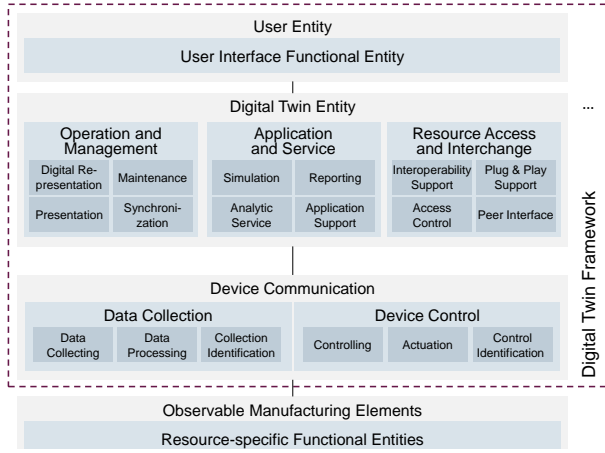 User Entity
User Interface Functional Entity
Digital Twin Entity
...
Operation and
Management
Digital Re-
presentation
Maintenance
Presentation
Synchroni-
zation
Application
and Service
Simulation
Reporting
Analytic
Service
Application
Support
Resource Access
and Interchange
Interoperability
Support
Plug & Play
Support
Access
Control
Peer Interface
Device Communication
Data Collection
Data
Collecting
Data
Processing
Collection
Identification
Device Control
Controlling
Actuation
Control
Identification
Digital Twin Framework
Observable Manufacturing Elements
Resource-specific Functional Entities